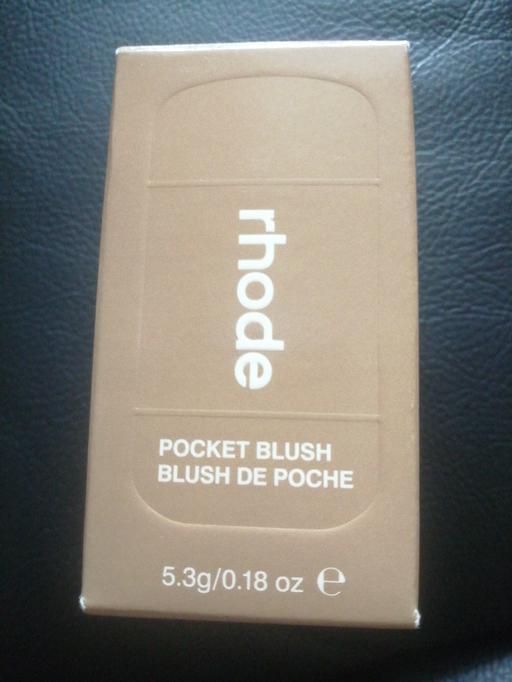 rhode
POCKET BLUSH
BLUSH DE POCHE
5.3g/0.18 oz ℮